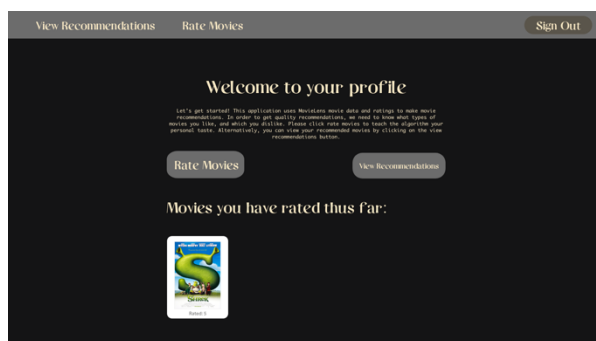 View Recommendations Rate Movies Sign Out
Welcome to your profile
Let's get started! This application uses MovieLens movie data and ratings to make movie
recommendations. In order to get quality recommendations, we need to know what types of
movies you like, and which you dislike. Please click rate movies to teach the algorithm your
personal taste. Alternatively, you can view your recommended movies by clicking on the view
recommendations button.
Rate Movies View Recommendations
Movies you have rated thus far:
SHREK